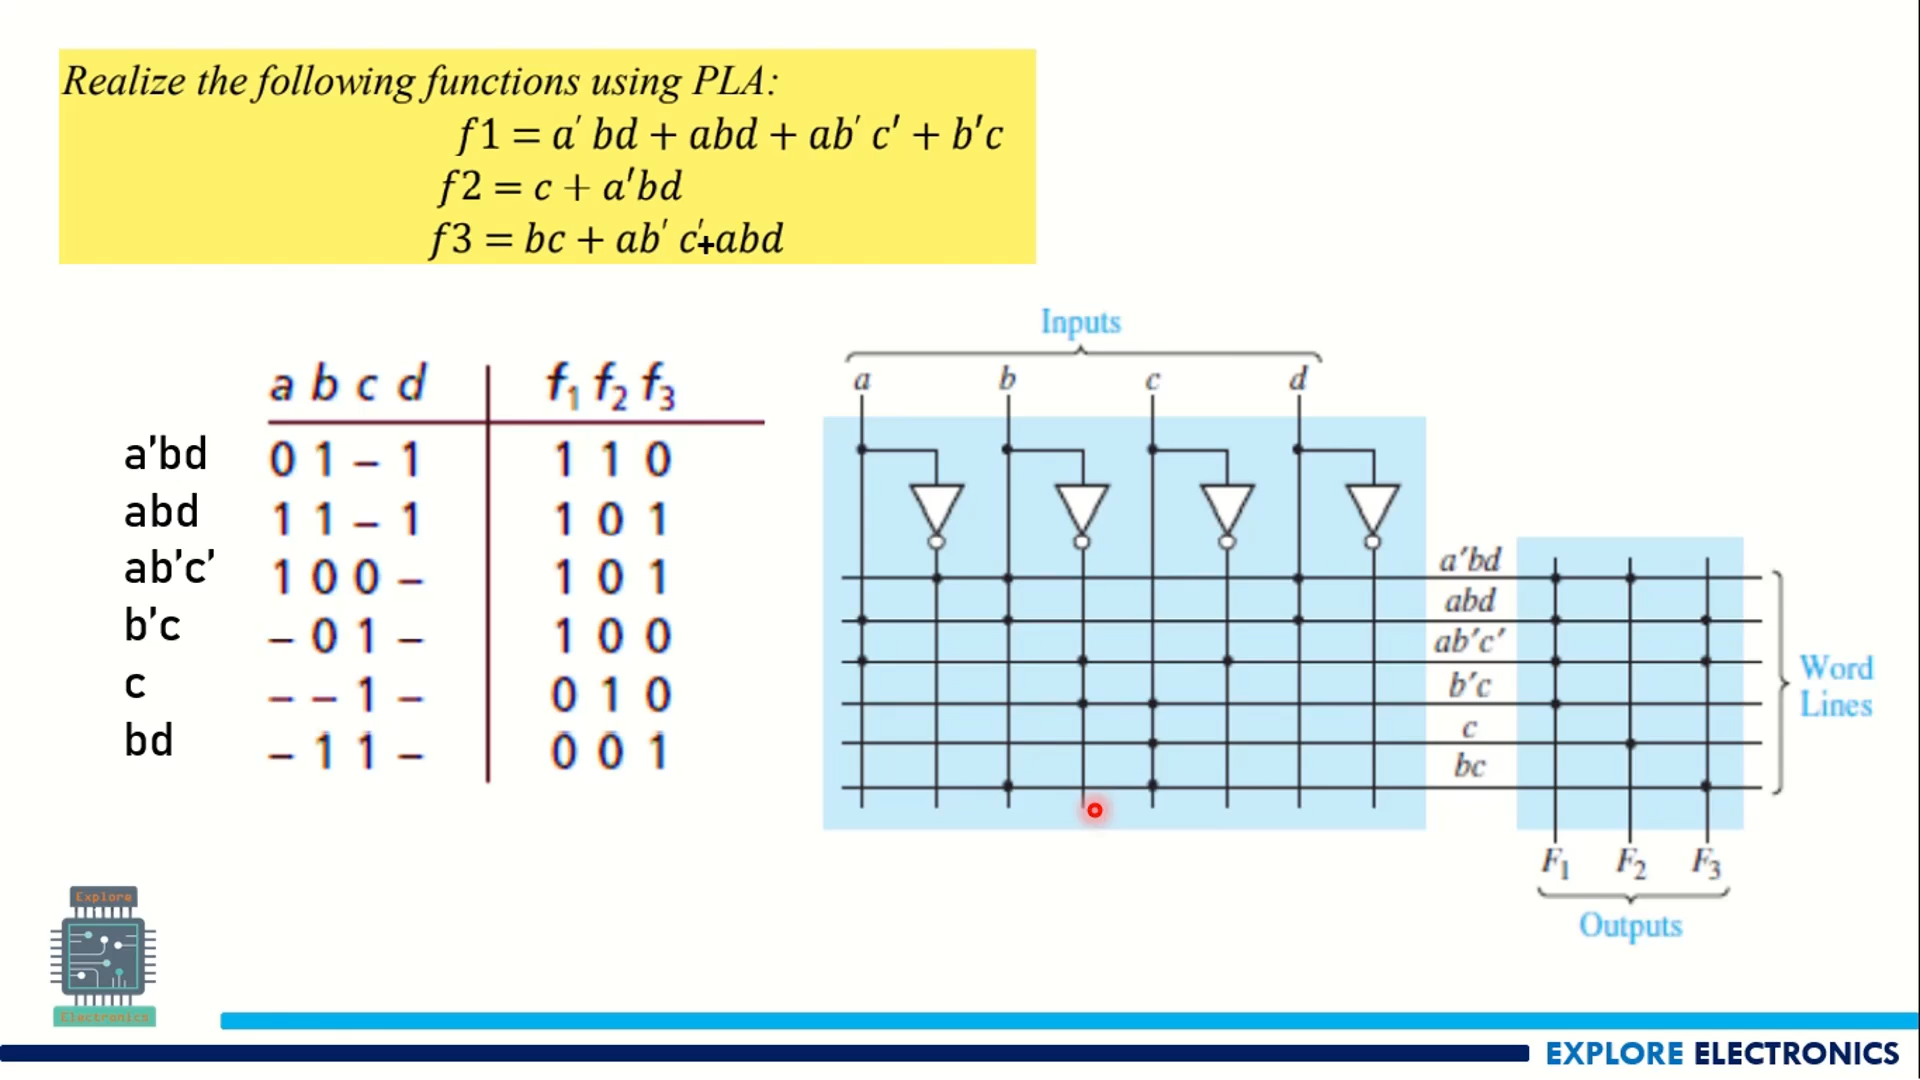 Realize the following functions using PLA:
f1 = a′ bd + abd + ab′ c′ + b′c
f2 = c + a′bd
f3 = bc + ab′ c′+abd
Inputs
a b c d
a b c d f₁ f₂ f₃
a'bd 0 1 – 1 1 1 0
abd 1 1 – 1 1 0 1
ab'c' 1 0 0 – 1 0 1
b'c – 0 1 – 1 0 0
c – – 1 – 0 1 0
bd – 1 1 – 0 0 1
a′bd
abd
ab′c′
b′c
c
bc
Word
Lines
F₁ F₂ F₃
Outputs
Explore
Electronics
EXPLORE ELECTRONICS